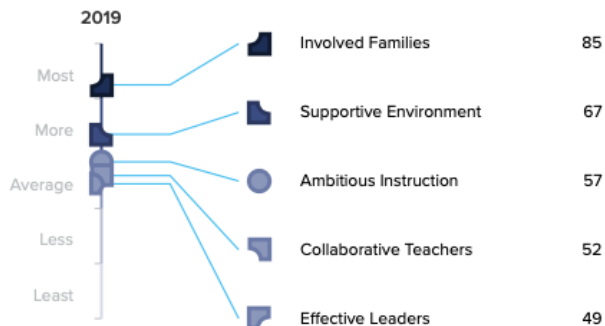 2019
Most
More
Average
Less
Least
Involved Families 85
Supportive Environment 67
Ambitious Instruction 57
Collaborative Teachers 52
Effective Leaders 49